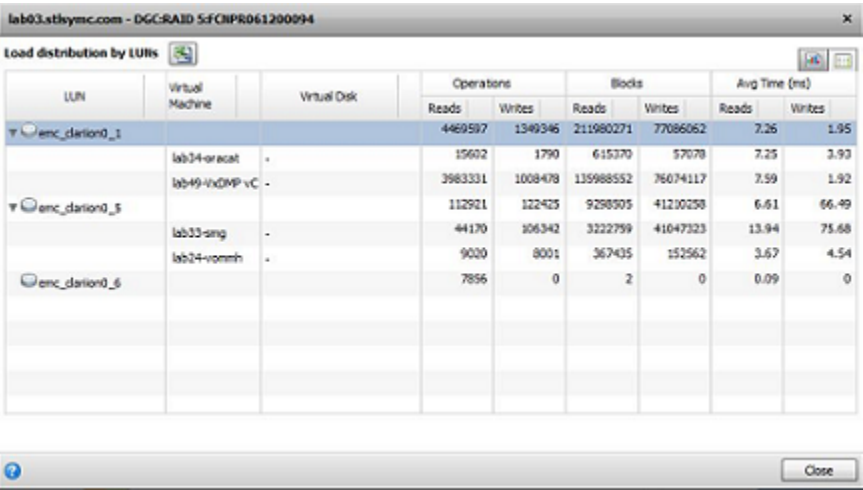 lab03.stlsymc.com - DGC:RAID 5:FCNPR061200094
Load distribution by LUNs
LUN Virtual Machine Virtual Disk Operations Blocks Avg Time (ms)
Reads Writes Reads Writes Reads Writes
emc_clariion0_1 4469597 1349346 211980271 77086062 7.26 1.95
lab34-oracat - 15602 1790 615370 57078 7.25 3.93
lab49-VxDMP vC - 3983331 1008478 135988552 76074117 7.59 1.92
emc_clariion0_5 112921 122425 9298505 41210258 6.61 66.49
lab33-smg - 44170 106342 3222759 41047323 13.94 75.68
lab24-vommh - 9020 8001 367435 152562 3.67 4.54
emc_clariion0_6 7856 0 2 0 0.09 0
Close